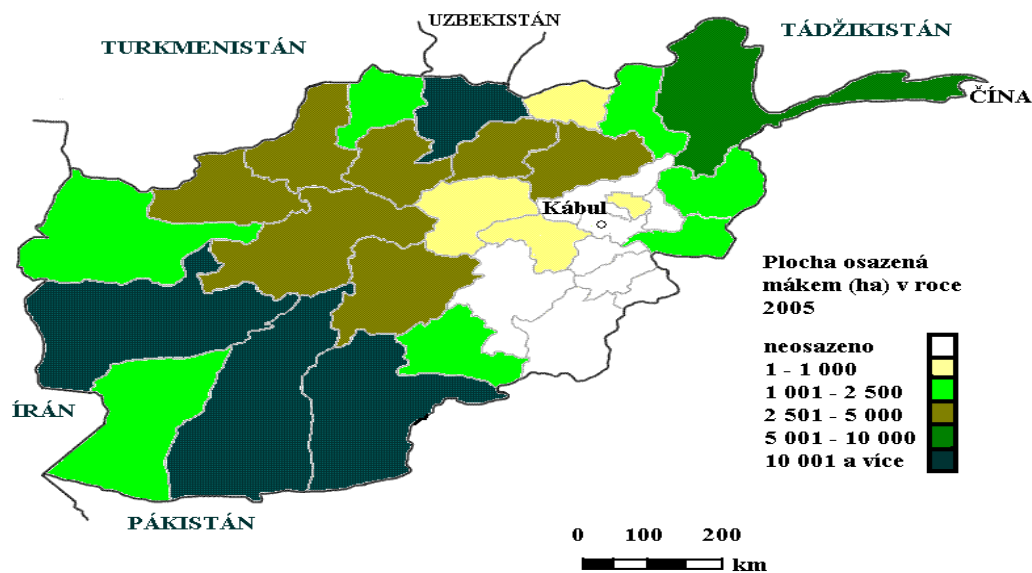 UZBEKISTÁN
TURKMENISTÁN
TÁDŽIKISTÁN
ČÍNA
Kábul
Plocha osazená
mákem (ha) v roce
2005
neosazeno
1 - 1 000
1 001 - 2 500
2 501 - 5 000
5 001 - 10 000
10 001 a více
ÍRÁN
PÁKISTÁN
0 100 200
km